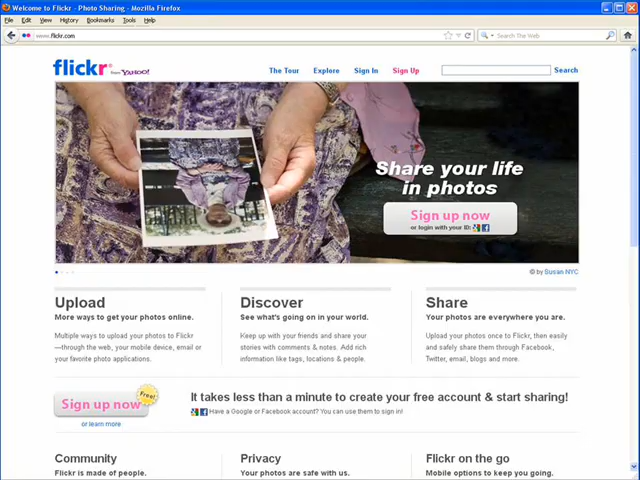 Welcome to Flickr - Photo Sharing - Mozilla Firefox
File Edit View History Bookmarks Tools Help
www.flickr.com
Search The Web
flickr from YAHOO!
The Tour Explore Sign In Sign Up Search
Share your life
in photos
Sign up now
or login with your ID:
© by Susan NYC
Upload
More ways to get your photos online.
Multiple ways to upload your photos to Flickr
—through the web, your mobile device, email or
your favorite photo applications.
Discover
See what's going on in your world.
Keep up with your friends and share your
stories with comments & notes. Add rich
information like tags, locations & people.
Share
Your photos are everywhere you are.
Upload your photos once to Flickr, then easily
and safely share them through Facebook,
Twitter, email, blogs and more.
Sign up now
Free!
or learn more
It takes less than a minute to create your free account & start sharing!
Have a Google or Facebook account? You can use them to sign in!
Community
Flickr is made of people.
Privacy
Your photos are safe with us.
Flickr on the go
Mobile options to keep you going.